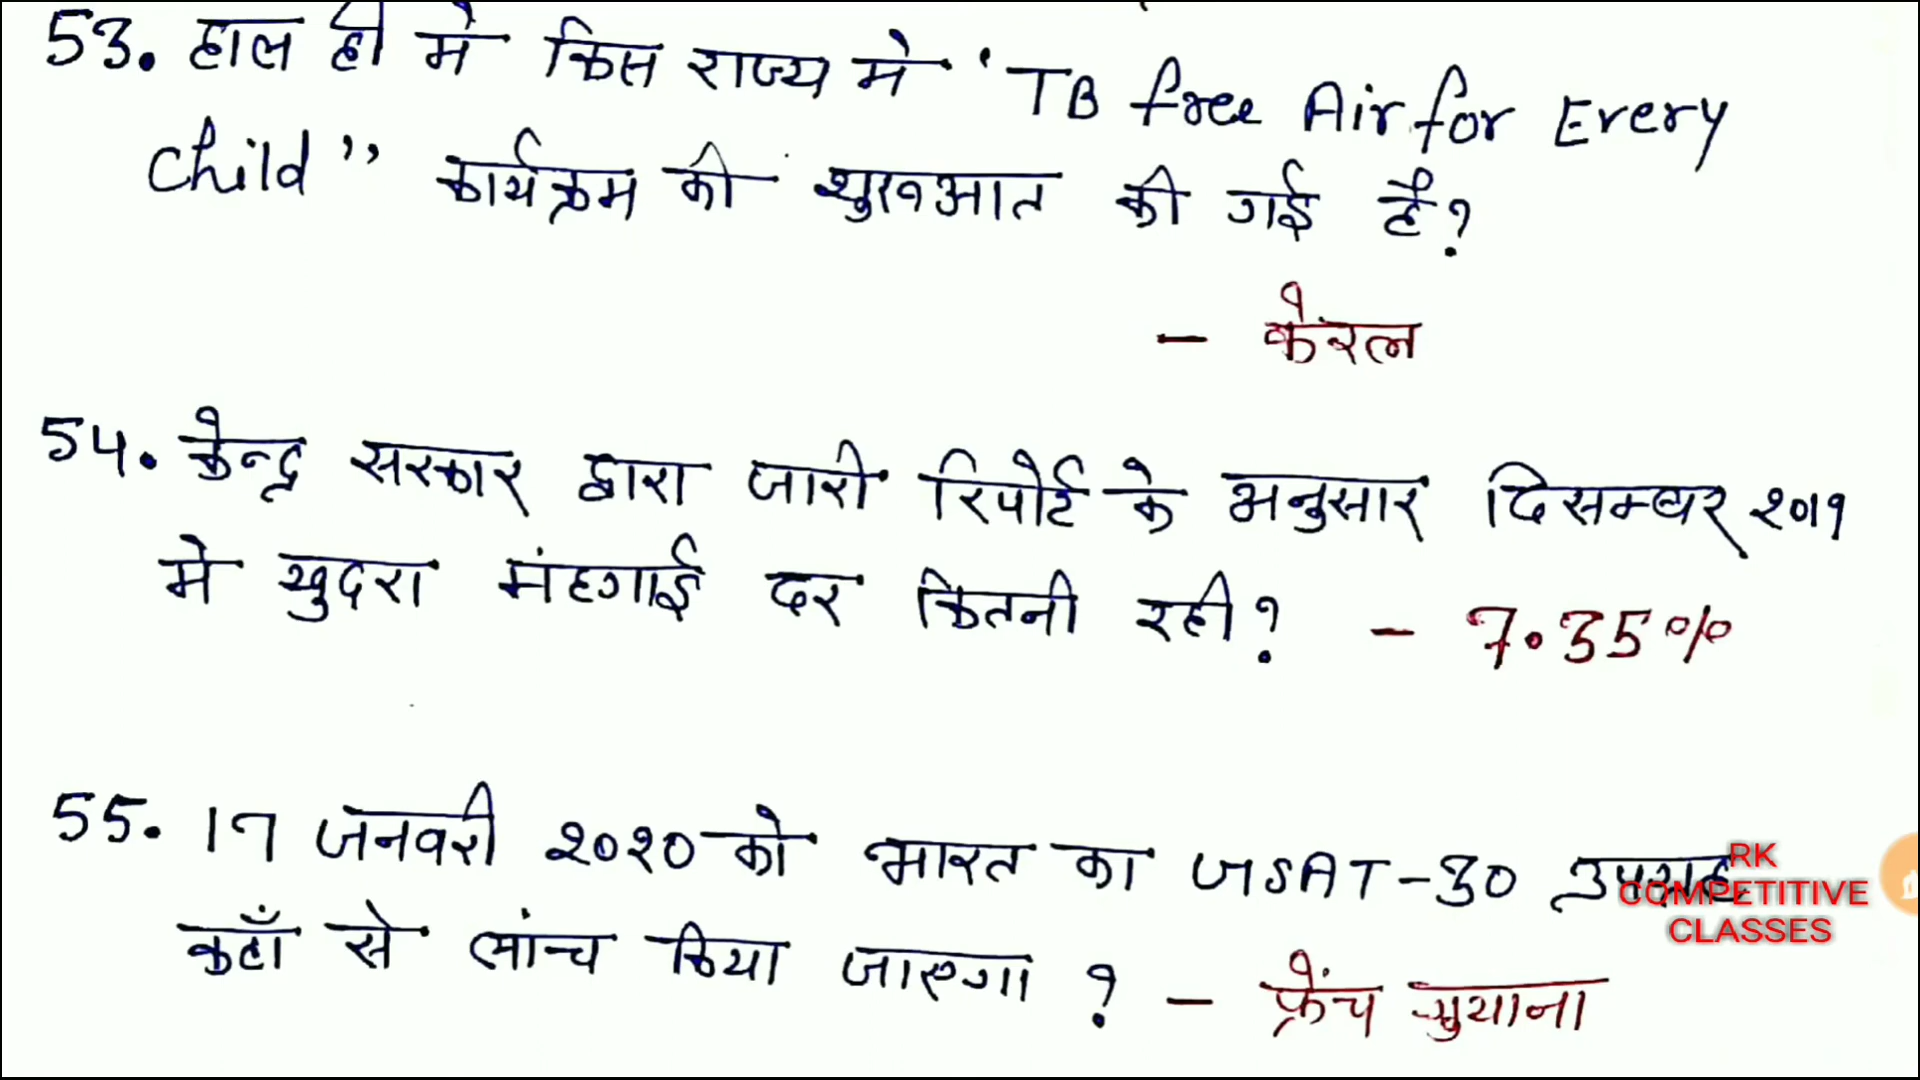 53. हाल ही मे किस राज्य मे 'TB free Air for Every
Child" कार्यक्रम की शुरुआत की गई है?
- केरल
54. केन्द्र सरकार द्वारा जारी रिपोर्ट के अनुसार दिसम्बर 2019
मे खुदरा मंहगाई दर कितनी रही? - 7.35%
55. 17 जनवरी 2020 को भारत का जSAT-30 उपग्रह
कहाँ से लांच किया जाएगा? - फ्रेंच गुयाना
RK
COMPETITIVE
CLASSES